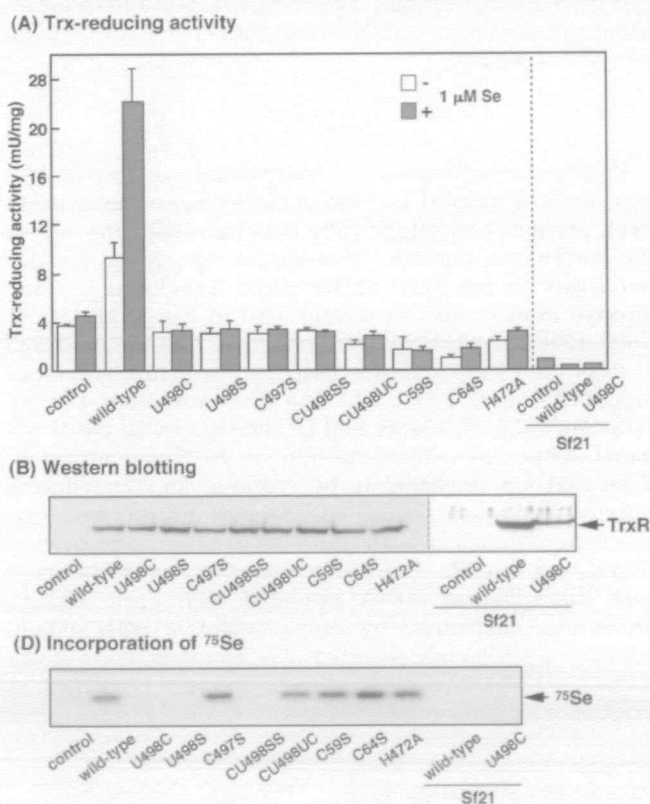 (A) Trx-reducing activity
Trx-reducing activity (mU/mg)
28
24
20
16
12
8
4
0
-
+
1 µM Se
control
wild-type
U498C
U498S
C497S
CU498SS
CU498UC
C59S
C64S
H472A
control
wild-type
U498C
Sf21
(B) Western blotting
TrxR
control
wild-type
U498C
U498S
C497S
CU498SS
CU498UC
C59S
C64S
H472A
control
wild-type
U498C
Sf21
(D) Incorporation of ⁷⁵Se
⁷⁵Se
control
wild-type
U498C
U498S
C497S
CU498SS
CU498UC
C59S
C64S
H472A
wild-type
U498C
Sf21